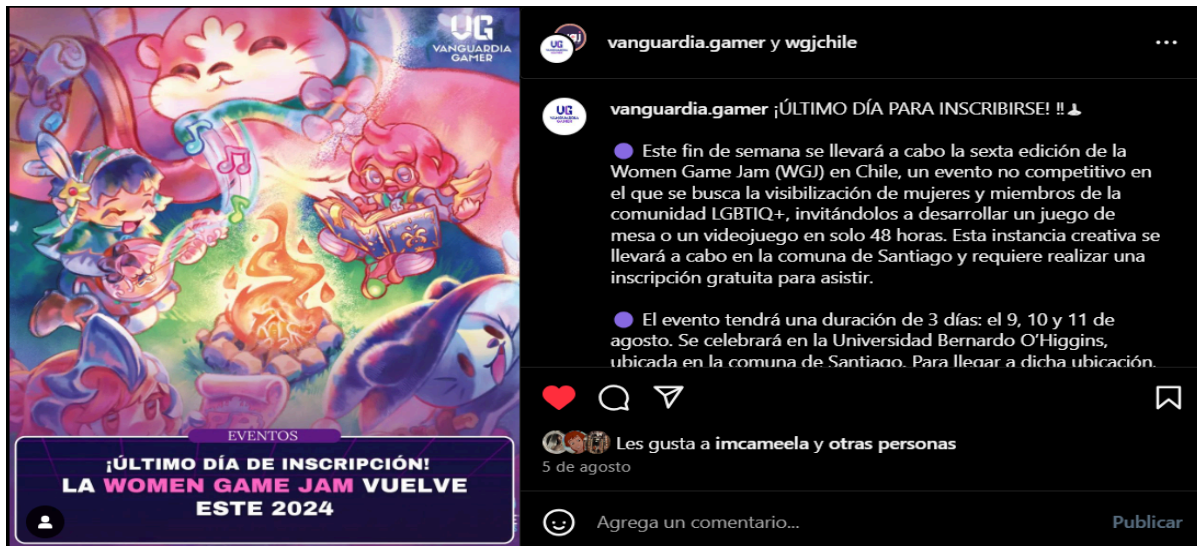 VG
VANGUARDIA
GAMER
EVENTOS
¡ÚLTIMO DÍA DE INSCRIPCIÓN!
LA WOMEN GAME JAM VUELVE
ESTE 2024
vanguardia.gamer y wgjchile
vanguardia.gamer ¡ÚLTIMO DÍA PARA INSCRIBIRSE! ‼
Este fin de semana se llevará a cabo la sexta edición de la
Women Game Jam (WGJ) en Chile, un evento no competitivo en
el que se busca la visibilización de mujeres y miembros de la
comunidad LGBTIQ+, invitándolos a desarrollar un juego de
mesa o un videojuego en solo 48 horas. Esta instancia creativa se
llevará a cabo en la comuna de Santiago y requiere realizar una
inscripción gratuita para asistir.
El evento tendrá una duración de 3 días: el 9, 10 y 11 de
agosto. Se celebrará en la Universidad Bernardo O'Higgins,
ubicada en la comuna de Santiago. Para llegar a dicha ubicación,
Les gusta a imcameela y otras personas
5 de agosto
Agrega un comentario...
Publicar